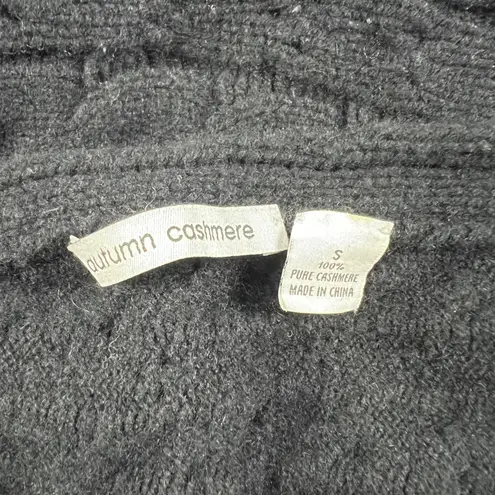 autumn cashmere
S
100%
PURE CASHMERE
MADE IN CHINA